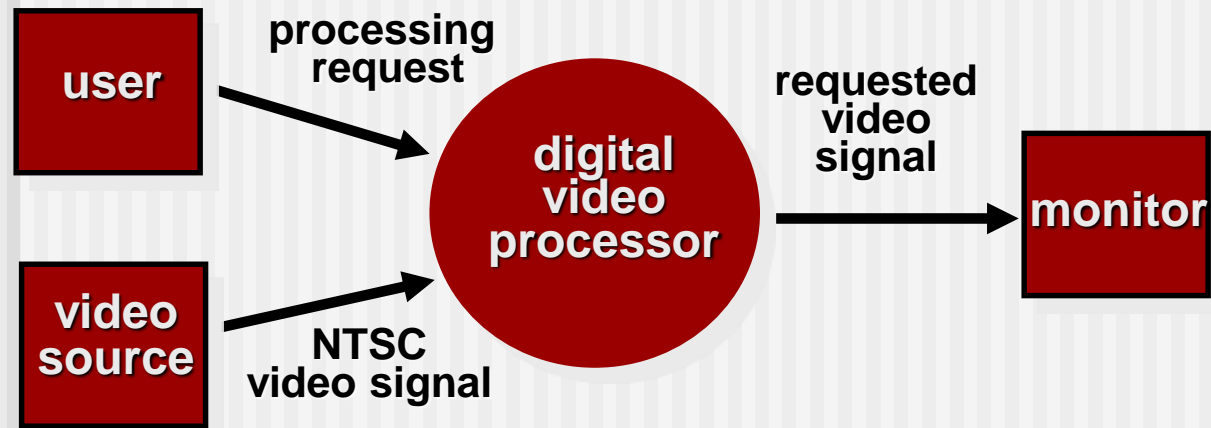 user
processing
request
digital
video
processor
requested
video
signal
monitor
video
source
NTSC
video signal